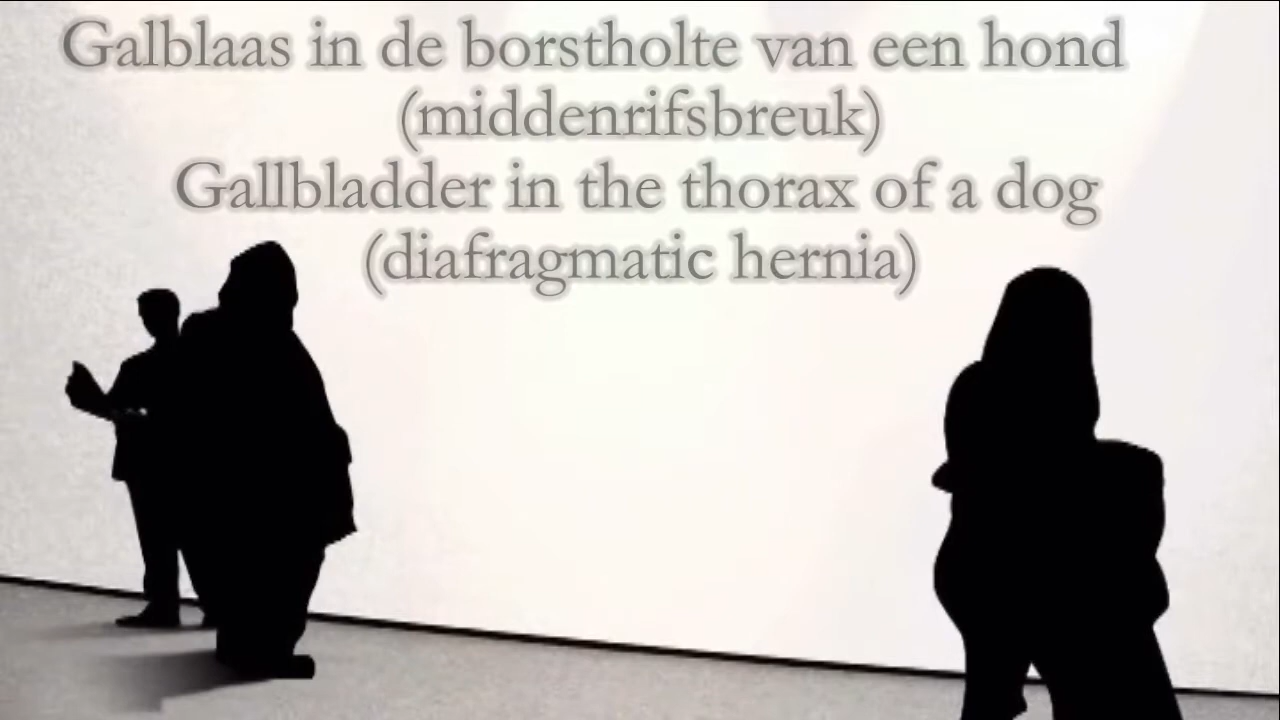 Galblaas in de borstholte van een hond
(middenrifsbreuk)
Gallbladder in the thorax of a dog
(diafragmatic hernia)